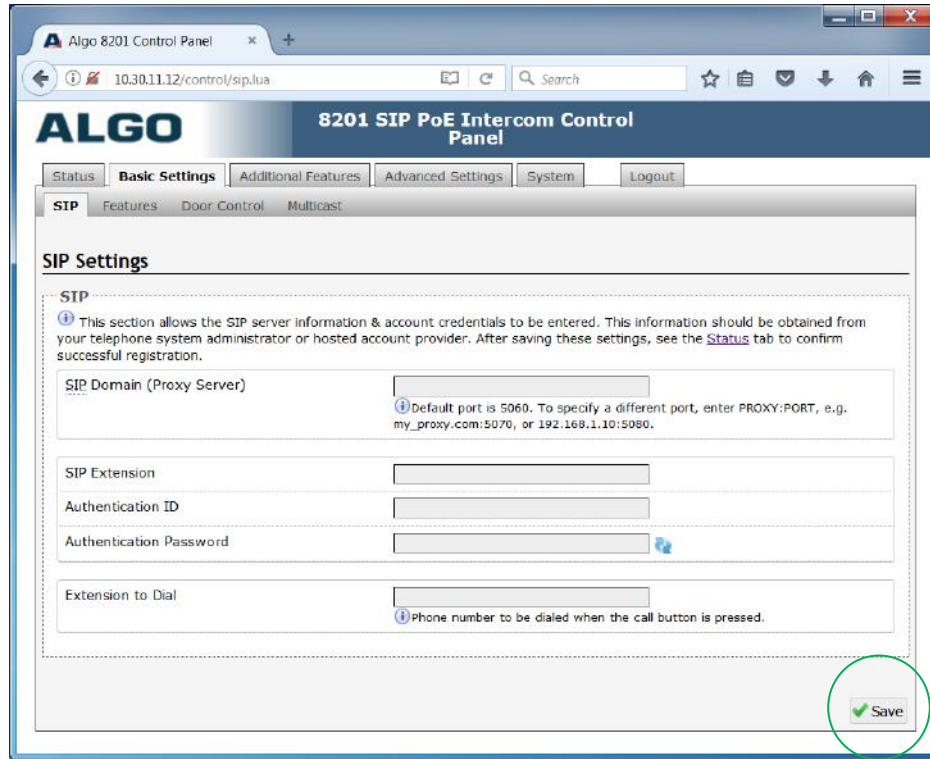 Algo 8201 Control Panel
10.30.11.12/control/sip.lua
Search
ALGO
8201 SIP PoE Intercom Control
Panel
Status Basic Settings Additional Features Advanced Settings System Logout
SIP Features Door Control Multicast
SIP Settings
SIP
This section allows the SIP server information & account credentials to be entered. This information should be obtained from
your telephone system administrator or hosted account provider. After saving these settings, see the Status tab to confirm
successful registration.
SIP Domain (Proxy Server)
Default port is 5060. To specify a different port, enter PROXY:PORT, e.g.
my_proxy.com:5070, or 192.168.1.10:5080.
SIP Extension
Authentication ID
Authentication Password
Extension to Dial
Phone number to be dialed when the call button is pressed.
Save